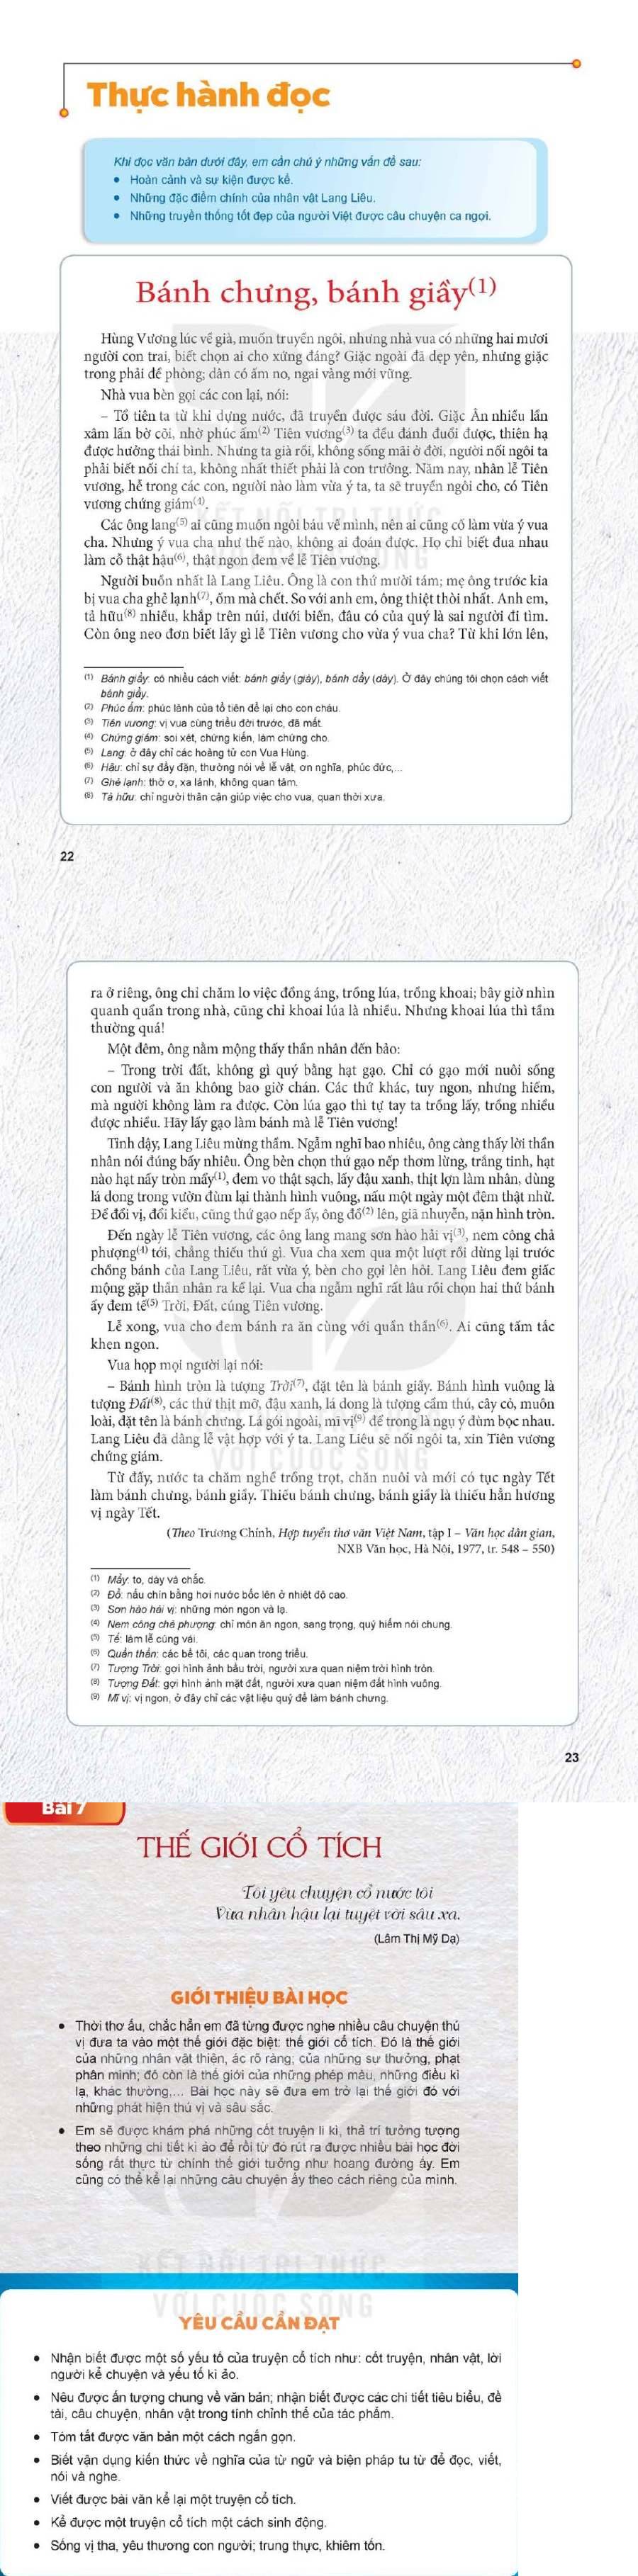 Thực hành đọc
Khi đọc văn bản dưới đây, em cần chú ý những vấn đề sau:
• Hoàn cảnh và sự kiện được kể.
• Những đặc điểm chính của nhân vật Lang Liêu.
• Những truyền thống tốt đẹp của người Việt được câu chuyện ca ngợi.
Bánh chưng, bánh giầy(1)
Hùng Vương lúc về già, muốn truyền ngôi, nhưng nhà vua có những hai mươi
người con trai, biết chọn ai cho xứng đáng? Giặc ngoài đã dẹp yên, nhưng giặc
trong phải đề phòng; dân có ấm no, ngai vàng mới vững.
Nhà vua bèn gọi các con lại, nói:
– Tổ tiên ta từ khi dựng nước, đã truyền được sáu đời. Giặc Ân nhiều lần
xâm lấn bờ cõi, nhờ phúc ấm(2) Tiên vương(3) ta đều đánh đuổi được, thiên hạ
được hưởng thái bình. Nhưng ta già rồi, không sống mãi ở đời, người nối ngôi ta
phải biết nối chí ta, không nhất thiết phải là con trưởng. Năm nay, nhân lễ Tiên
vương, hễ trong các con, người nào làm vừa ý ta, ta sẽ truyền ngôi cho, có Tiên
vương chứng giám(4).
Các ông lang(5) ai cũng muốn ngôi báu về mình, nên ai cũng cố làm vừa ý vua
cha. Nhưng ý vua cha như thế nào, không ai đoán được. Họ chỉ biết đua nhau
làm cỗ thật hậu(6), thật ngon đem về lễ Tiên vương.
Người buồn nhất là Lang Liêu. Ông là con thứ mười tám; mẹ ông trước kia
bị vua cha ghẻ lạnh(7), ốm mà chết. So với anh em, ông thiệt thòi nhất. Anh em,
tả hữu(8) nhiều, khắp trên núi, dưới biển, đâu có của quý là sai người đi tìm.
Còn ông neo đơn biết lấy gì lễ Tiên vương cho vừa ý vua cha? Từ khi lớn lên,
(1) Bánh giầy: có nhiều cách viết: bánh giầy (giày), bánh dầy (dày). Ở đây chúng tôi chọn cách viết
bánh giầy.
(2) Phúc ấm: phúc lành của tổ tiên để lại cho con cháu.
(3) Tiên vương: vị vua cùng triều đời trước, đã mất.
(4) Chứng giám: soi xét, chứng kiến, làm chứng cho.
(5) Lang: ở đây chỉ các hoàng tử con Vua Hùng.
(6) Hậu: chỉ sự đầy đặn, thường nói về lễ vật, ơn nghĩa, phúc đức,...
(7) Ghẻ lạnh: thờ ơ, xa lánh, không quan tâm.
(8) Tả hữu: chỉ người thân cận giúp việc cho vua, quan thời xưa.
22
ra ở riêng, ông chỉ chăm lo việc đồng áng, trồng lúa, trồng khoai; bây giờ nhìn
quanh quẩn trong nhà, cũng chỉ khoai lúa là nhiều. Nhưng khoai lúa thì tầm
thường quá!
Một đêm, ông nằm mộng thấy thần nhân đến bảo:
– Trong trời đất, không gì quý bằng hạt gạo. Chỉ có gạo mới nuôi sống
con người và ăn không bao giờ chán. Các thứ khác, tuy ngon, nhưng hiếm,
mà người không làm ra được. Còn lúa gạo thì tự tay ta trồng lấy, trồng nhiều
được nhiều. Hãy lấy gạo làm bánh mà lễ Tiên vương!
Tỉnh dậy, Lang Liêu mừng thầm. Ngẫm nghĩ bao nhiêu, ông càng thấy lời thần
nhân nói đúng bấy nhiêu. Ông bèn chọn thứ gạo nếp thơm lừng, trắng tinh, hạt
nào hạt nấy tròn mẩy(1), đem vo thật sạch, lấy đậu xanh, thịt lợn làm nhân, dùng
lá dong trong vườn đùm lại thành hình vuông, nấu một ngày một đêm thật nhừ.
Để đổi vị, đổi kiểu, cũng thứ gạo nếp ấy, ông đồ(2) lên, giã nhuyễn, nặn hình tròn.
Đến ngày lễ Tiên vương, các ông lang mang sơn hào hải vị(3), nem công chả
phượng(4) tới, chẳng thiếu thứ gì. Vua cha xem qua một lượt rồi dừng lại trước
chồng bánh của Lang Liêu, rất vừa ý, bèn cho gọi lên hỏi. Lang Liêu đem giấc
mộng gặp thần nhân ra kể lại. Vua cha ngẫm nghĩ rất lâu rồi chọn hai thứ bánh
ấy đem tế(5) Trời, Đất, cúng Tiên vương.
Lễ xong, vua cho đem bánh ra ăn cùng với quần thần(6). Ai cũng tấm tắc
khen ngon.
Vua họp mọi người lại nói:
– Bánh hình tròn là tượng Trời(7), đặt tên là bánh giầy. Bánh hình vuông là
tượng Đất(8), các thứ thịt mỡ, đậu xanh, lá dong là tượng cầm thú, cây cỏ, muôn
loài, đặt tên là bánh chưng. Lá gói ngoài, mĩ vị(9) để trong là ngụ ý đùm bọc nhau.
Lang Liêu đã dâng lễ vật hợp với ý ta. Lang Liêu sẽ nối ngôi ta, xin Tiên vương
chứng giám.
Từ đấy, nước ta chăm nghề trồng trọt, chăn nuôi và mới có tục ngày Tết
làm bánh chưng, bánh giầy. Thiếu bánh chưng, bánh giầy là thiếu hẳn hương
vị ngày Tết.
(Theo Trương Chính, Hợp tuyển thơ văn Việt Nam, tập I – Văn học dân gian,
NXB Văn học, Hà Nội, 1977, tr. 548 – 550)
(1) Mẩy: to, dày và chắc.
(2) Đồ: nấu chín bằng hơi nước bốc lên ở nhiệt độ cao.
(3) Sơn hào hải vị: những món ngon và lạ.
(4) Nem công chả phượng: chỉ món ăn ngon, sang trọng, quý hiếm nói chung.
(5) Tế: làm lễ cúng vái.
(6) Quần thần: các bề tôi, các quan trong triều.
(7) Tượng Trời: gợi hình ảnh bầu trời, người xưa quan niệm trời hình tròn.
(8) Tượng Đất: gợi hình ảnh mặt đất, người xưa quan niệm đất hình vuông.
(9) Mĩ vị: vị ngon, ở đây chỉ các vật liệu quý để làm bánh chưng.
KẾT NỐI TRI THỨC
VỚI CUỘC SỐNG
23
Bài 7
THẾ GIỚI CỔ TÍCH
Tôi yêu chuyện cổ nước tôi
Vừa nhân hậu lại tuyệt vời sâu xa.
(Lâm Thị Mỹ Dạ)
GIỚI THIỆU BÀI HỌC
• Thời thơ ấu, chắc hẳn em đã từng được nghe nhiều câu chuyện thú
vị đưa ta vào một thế giới đặc biệt: thế giới cổ tích. Đó là thế giới
của những nhân vật thiện, ác rõ ràng; của những sự thưởng, phạt
phân minh; đó còn là thế giới của những phép màu, những điều kì
lạ, khác thường,... Bài học này sẽ đưa em trở lại thế giới đó với
những phát hiện thú vị và sâu sắc.
• Em sẽ được khám phá những cốt truyện li kì, thả trí tưởng tượng
theo những chi tiết kì ảo để rồi từ đó rút ra được nhiều bài học đời
sống rất thực từ chính thế giới tưởng như hoang đường ấy. Em
cũng có thể kể lại những câu chuyện ấy theo cách riêng của mình.
KẾT NỐI TRI THỨC
VỚI CUỘC SỐNG
YÊU CẦU CẦN ĐẠT
• Nhận biết được một số yếu tố của truyện cổ tích như: cốt truyện, nhân vật, lời
người kể chuyện và yếu tố kì ảo.
• Nêu được ấn tượng chung về văn bản; nhận biết được các chi tiết tiêu biểu, đề
tài, câu chuyện, nhân vật trong tính chỉnh thể của tác phẩm.
• Tóm tắt được văn bản một cách ngắn gọn.
• Biết vận dụng kiến thức về nghĩa của từ ngữ và biện pháp tu từ để đọc, viết,
nói và nghe.
• Viết được bài văn kể lại một truyện cổ tích.
• Kể được một truyện cổ tích một cách sinh động.
• Sống vị tha, yêu thương con người; trung thực, khiêm tốn.